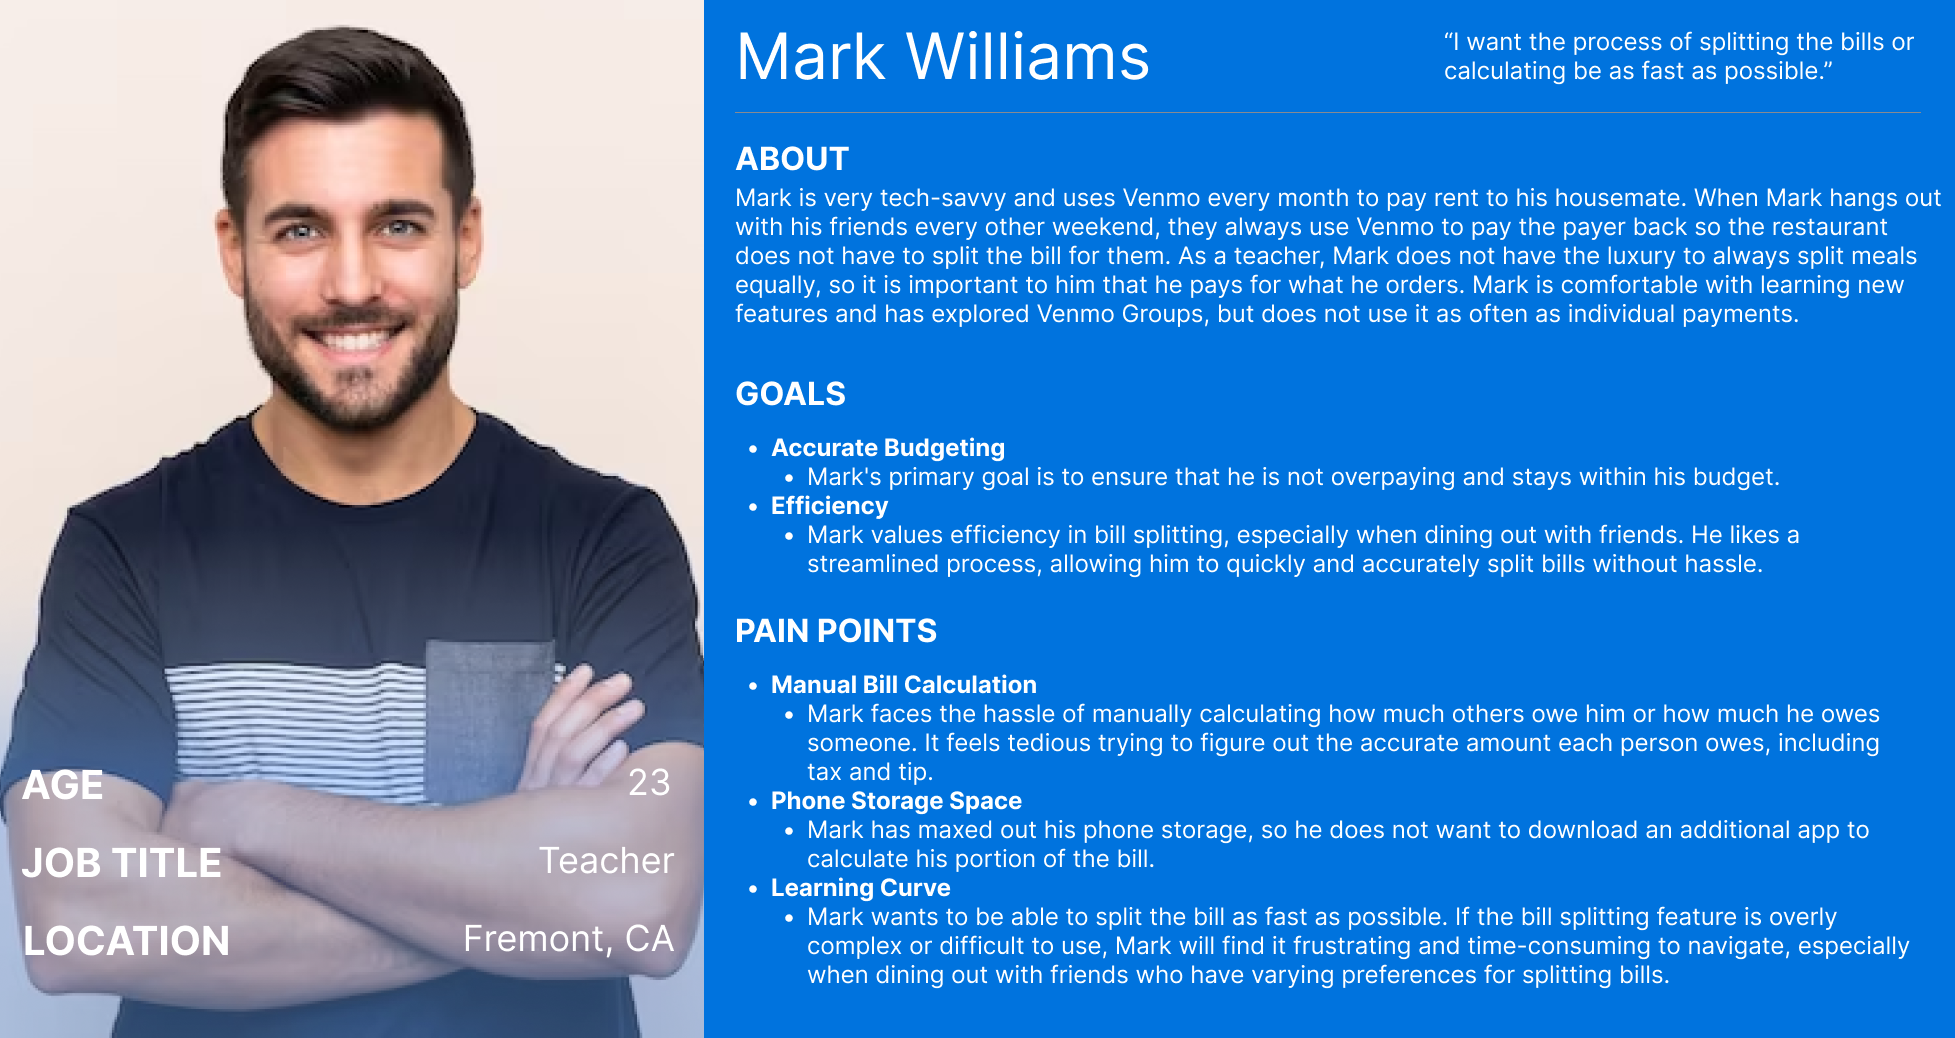 Mark Williams
“I want the process of splitting the bills or
calculating be as fast as possible.”
ABOUT
Mark is very tech-savvy and uses Venmo every month to pay rent to his housemate. When Mark hangs out
with his friends every other weekend, they always use Venmo to pay the payer back so the restaurant
does not have to split the bill for them. As a teacher, Mark does not have the luxury to always split meals
equally, so it is important to him that he pays for what he orders. Mark is comfortable with learning new
features and has explored Venmo Groups, but does not use it as often as individual payments.
GOALS
• Accurate Budgeting
• Mark's primary goal is to ensure that he is not overpaying and stays within his budget.
• Efficiency
• Mark values efficiency in bill splitting, especially when dining out with friends. He likes a
streamlined process, allowing him to quickly and accurately split bills without hassle.
PAIN POINTS
• Manual Bill Calculation
• Mark faces the hassle of manually calculating how much others owe him or how much he owes
someone. It feels tedious trying to figure out the accurate amount each person owes, including
tax and tip.
• Phone Storage Space
• Mark has maxed out his phone storage, so he does not want to download an additional app to
calculate his portion of the bill.
• Learning Curve
• Mark wants to be able to split the bill as fast as possible. If the bill splitting feature is overly
complex or difficult to use, Mark will find it frustrating and time-consuming to navigate, especially
when dining out with friends who have varying preferences for splitting bills.
AGE 23
JOB TITLE Teacher
LOCATION Fremont, CA